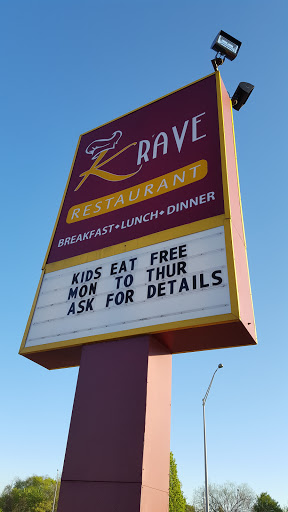 KRAVE
RESTAURANT
BREAKFAST • LUNCH • DINNER
KIDS EAT FREE
MON TO THUR
ASK FOR DETAILS